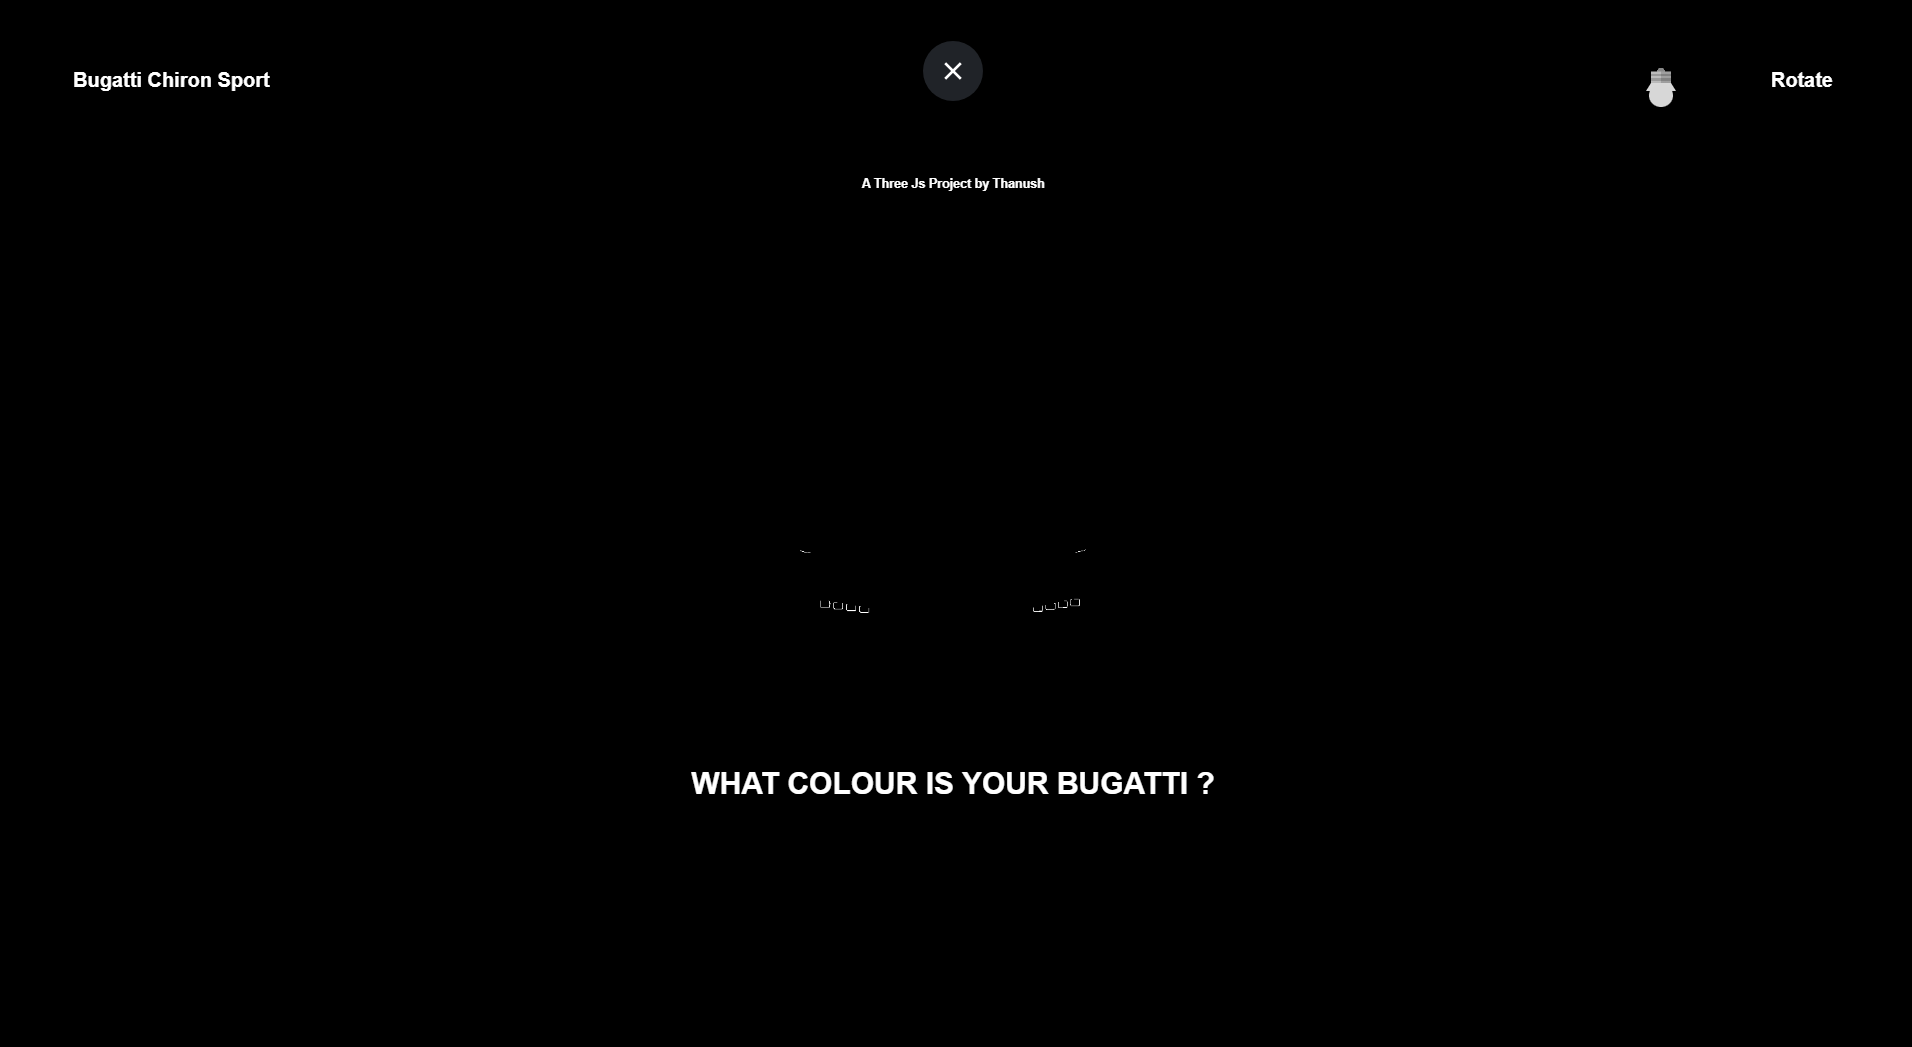 Bugatti Chiron Sport
Rotate
A Three Js Project by Thanush
WHAT COLOUR IS YOUR BUGATTI ?